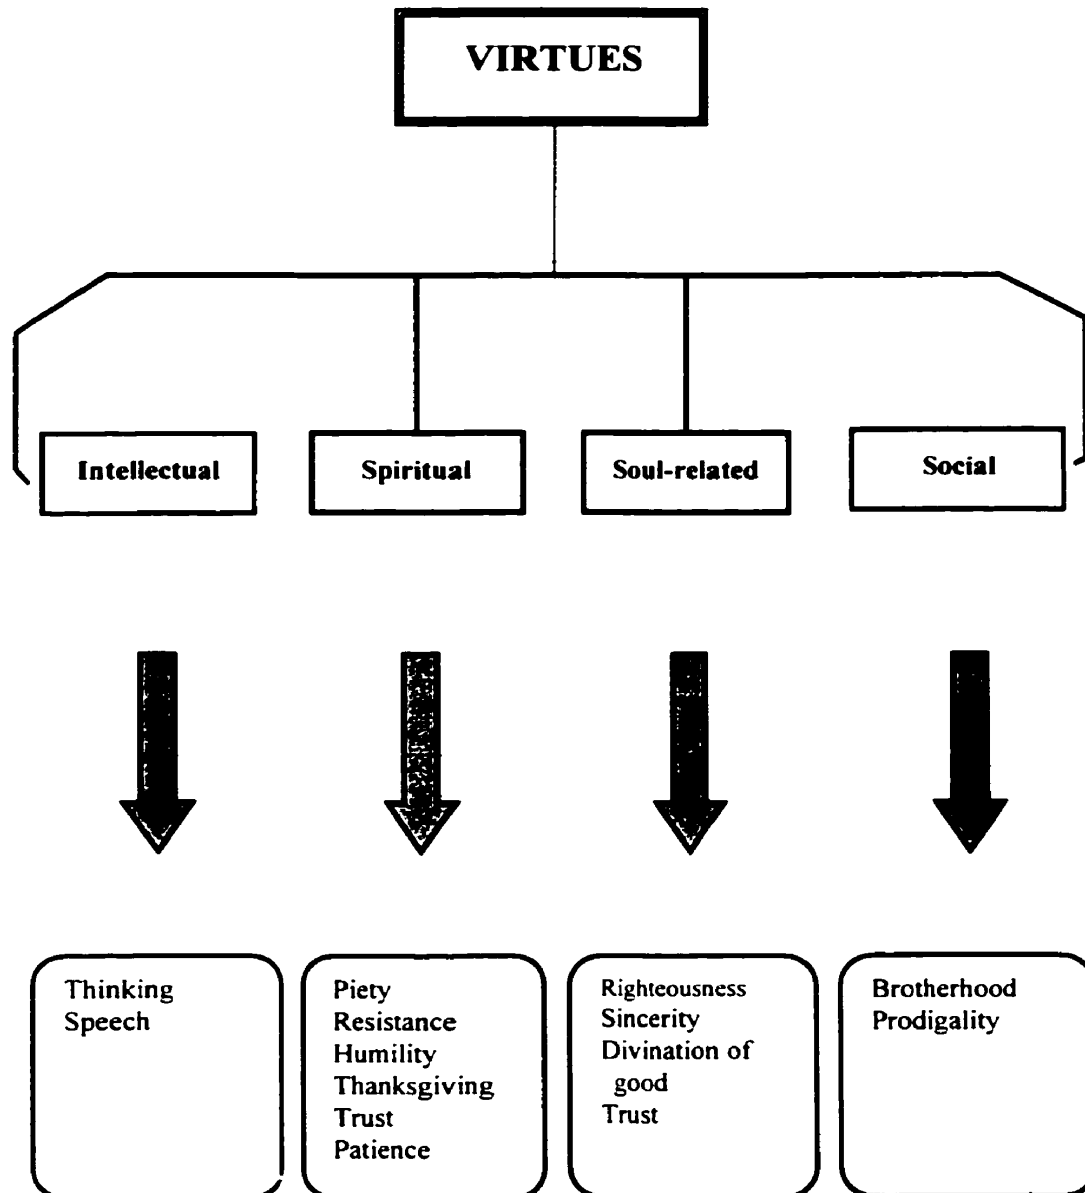 VIRTUES
Intellectual
Spiritual
Soul-related
Social
Thinking
Speech
Piety
Resistance
Humility
Thanksgiving
Trust
Patience
Righteousness
Sincerity
Divination of
good
Trust
Brotherhood
Prodigality